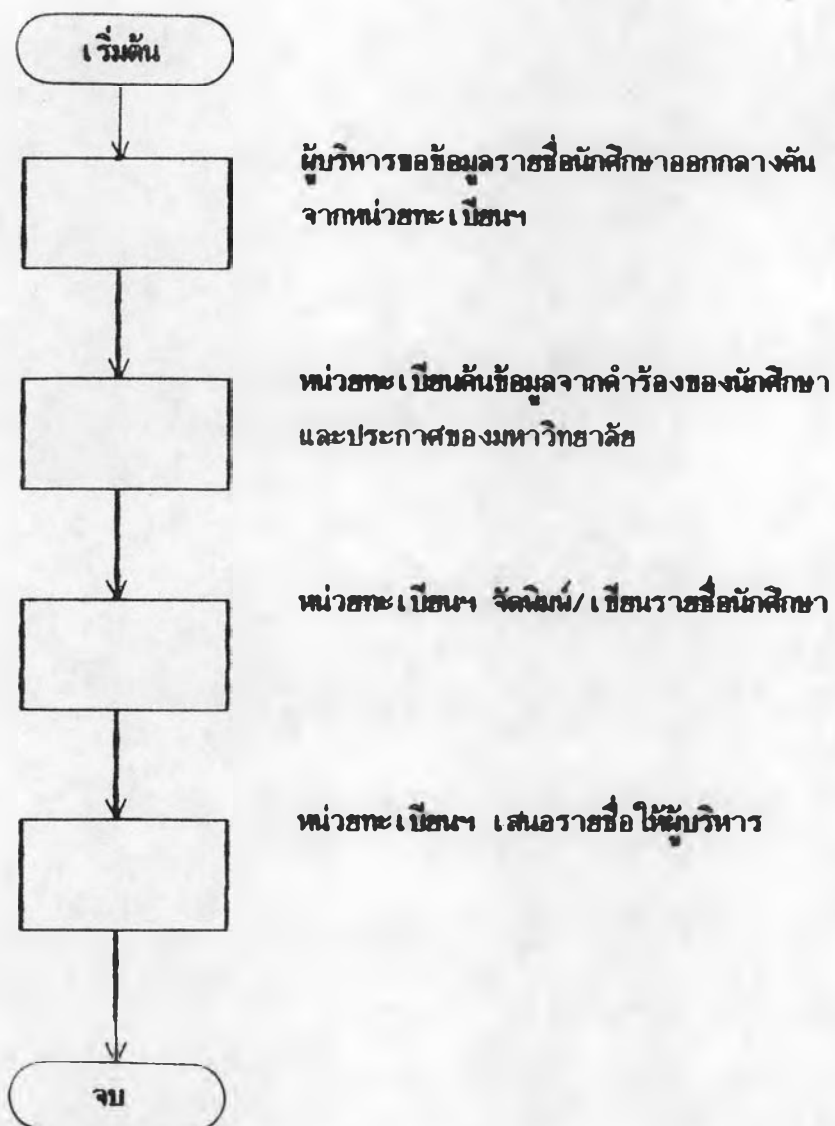 เริ่มต้น
ผู้บริหารขอข้อมูลรายชื่อนักศึกษาออกกลางคัน
จากหน่วยทะเบียนฯ
หน่วยทะเบียนค้นข้อมูลจากคำร้องของนักศึกษา
และประกาศของมหาวิทยาลัย
หน่วยทะเบียนฯ จัดพิมพ์/เขียนรายชื่อนักศึกษา
หน่วยทะเบียนฯ เสนอรายชื่อให้ผู้บริหาร
จบ